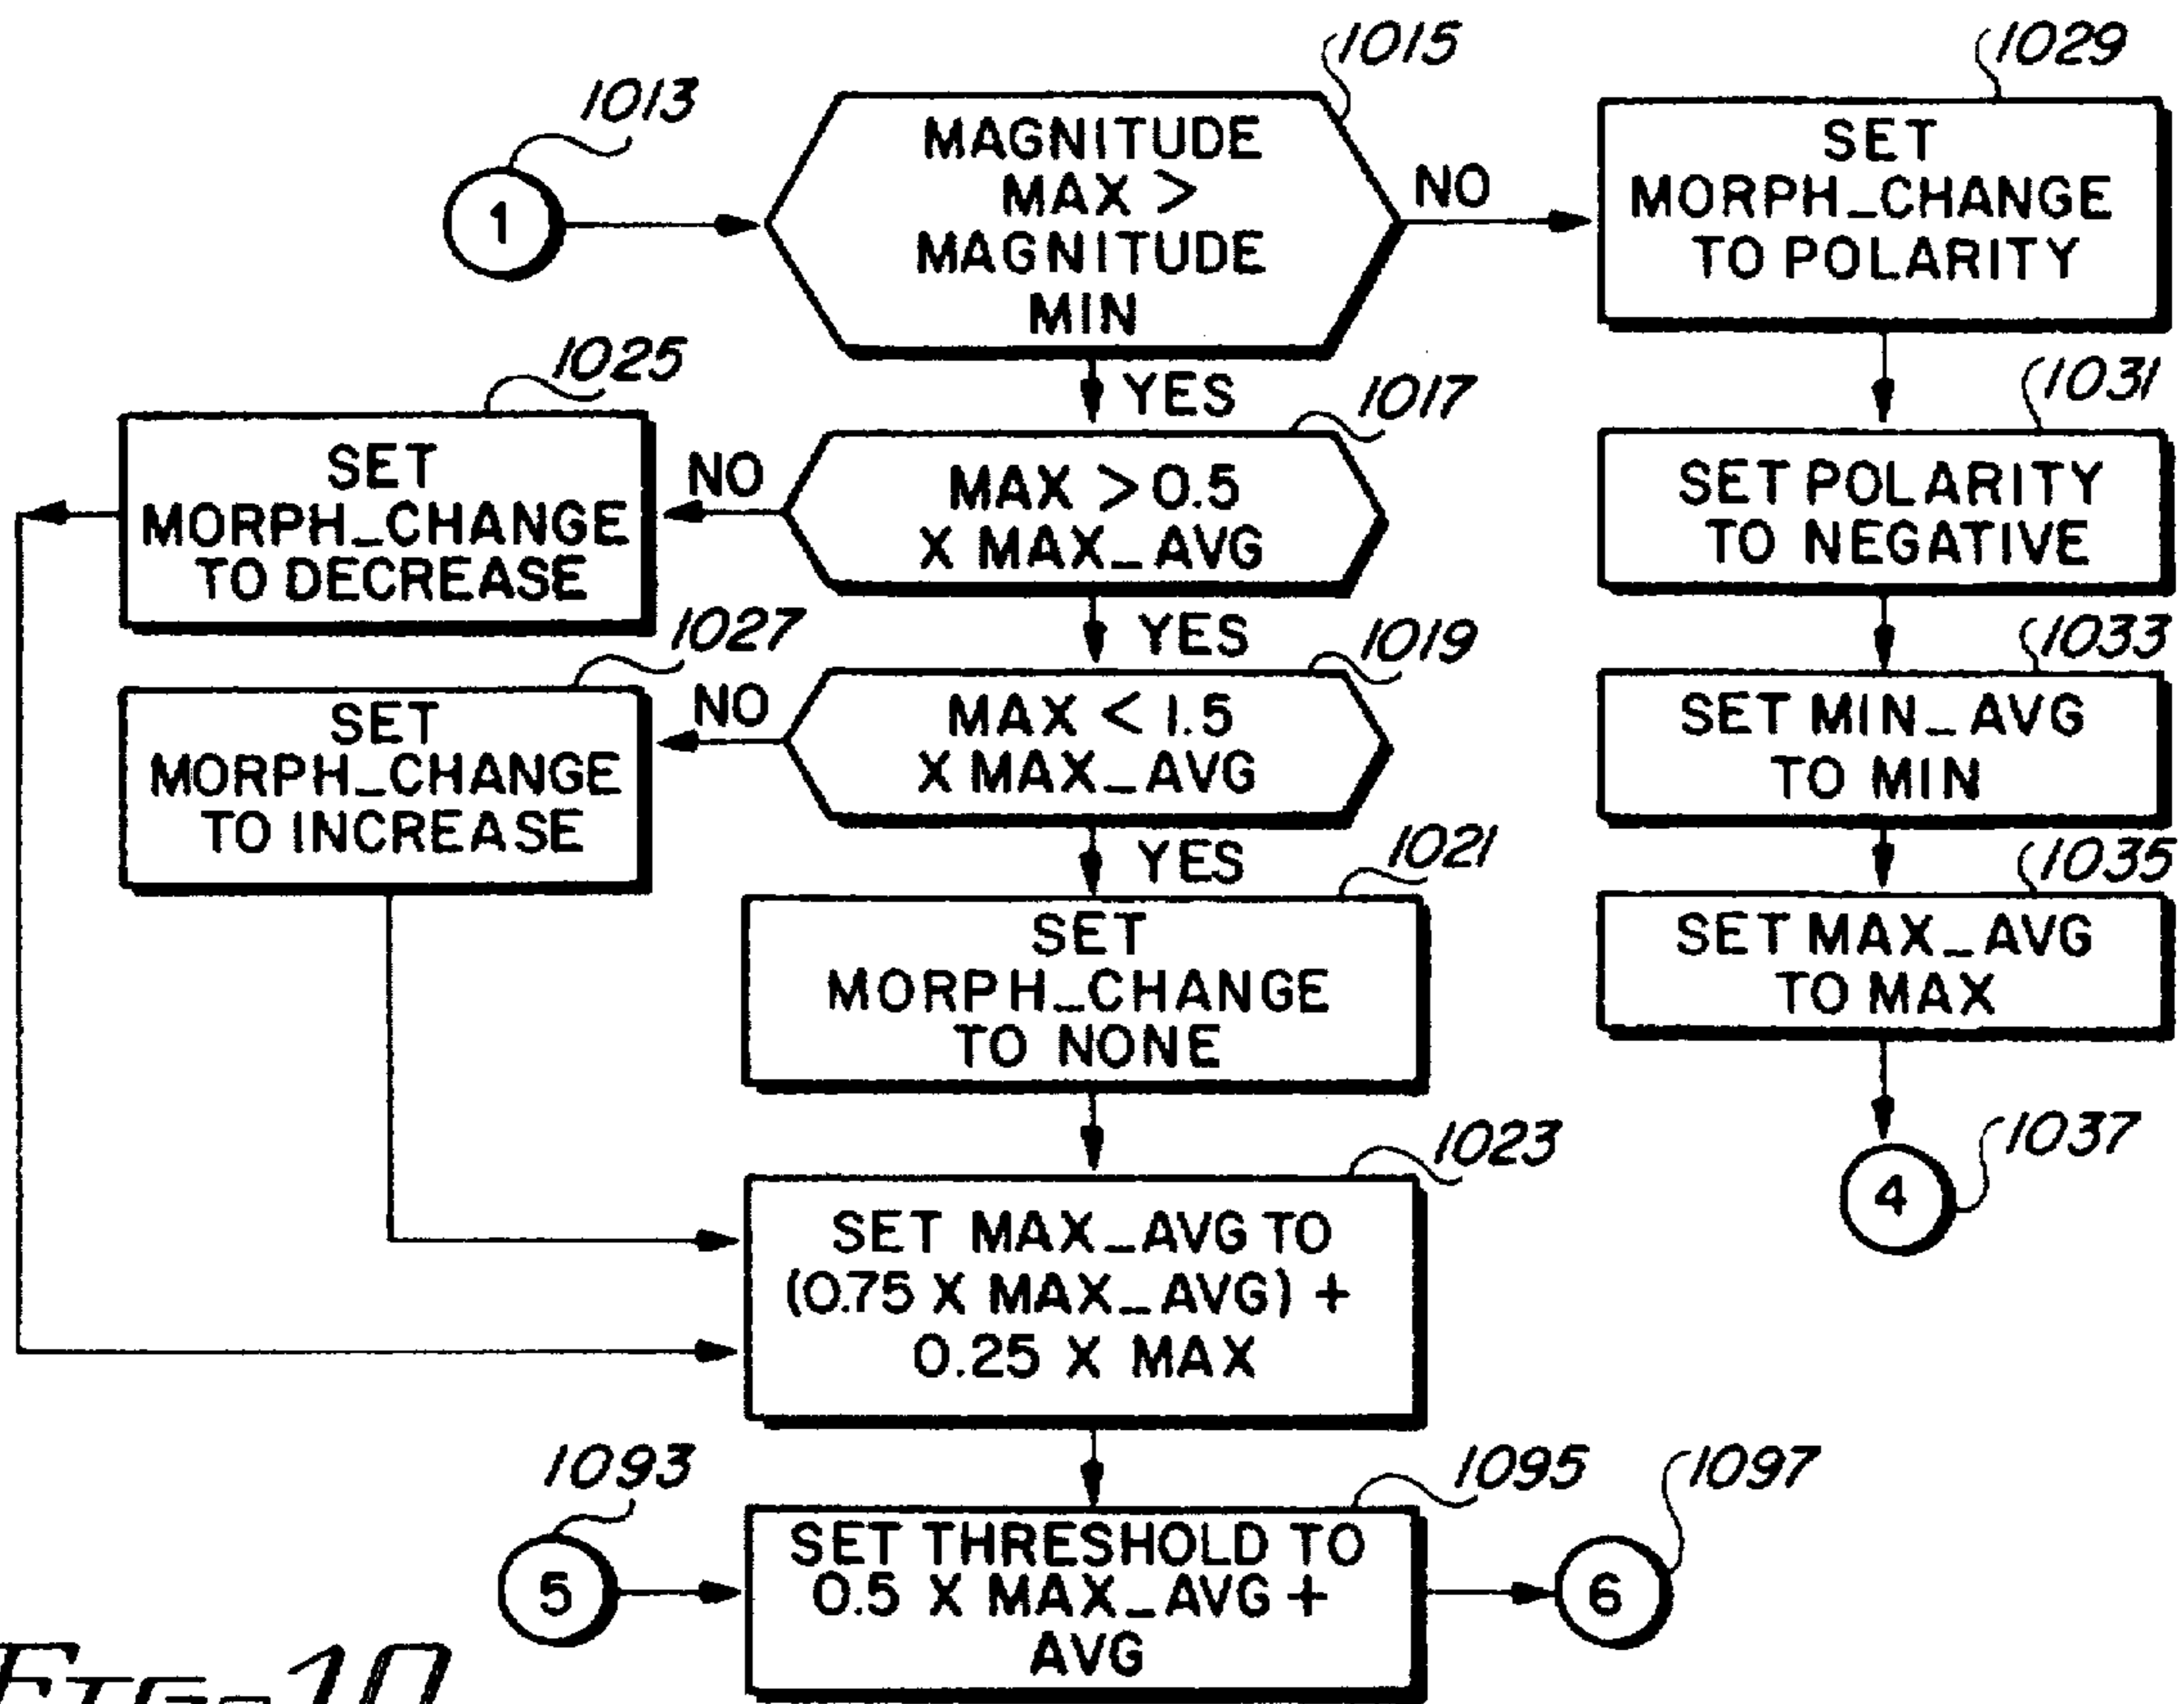 1013
1
1015
MAGNITUDE
MAX >
MAGNITUDE
MIN
NO
YES
1029
SET
MORPH_CHANGE
TO POLARITY
1025
SET
MORPH_CHANGE
TO DECREASE
NO
1017
MAX > 0.5
X MAX_AVG
YES
1031
SET POLARITY
TO NEGATIVE
1027
SET
MORPH_CHANGE
TO INCREASE
NO
1019
MAX < 1.5
X MAX_AVG
YES
1033
SET MIN_AVG
TO MIN
1021
SET
MORPH_CHANGE
TO NONE
1035
SET MAX_AVG
TO MAX
1037
4
1023
SET MAX_AVG TO
(0.75 X MAX_AVG) +
0.25 X MAX
1093
5
1095
SET THRESHOLD TO
0.5 X MAX_AVG +
AVG
1097
6
FIG-10